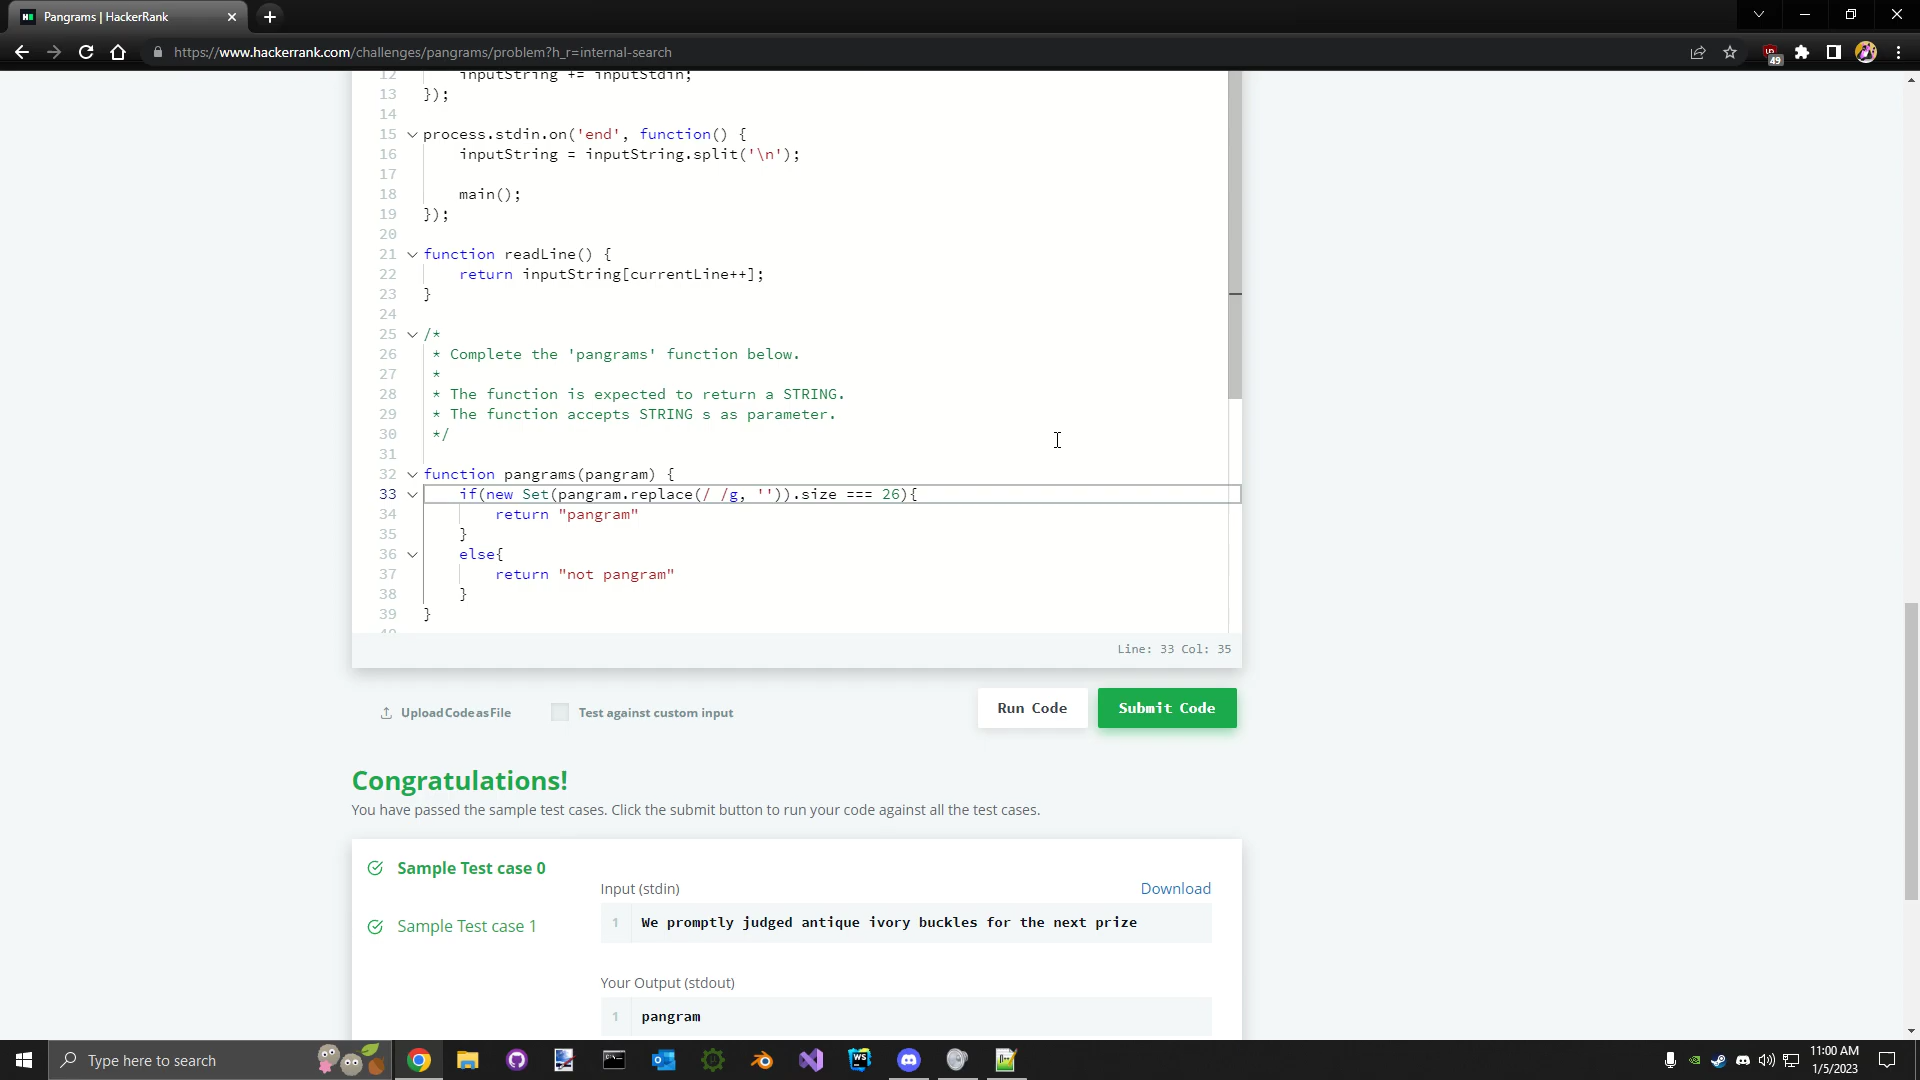 Pangrams | HackerRank
https://www.hackerrank.com/challenges/pangrams/problem?h_r=internal-search
49
12 inputString += inputStdin;
13 });
14
15 process.stdin.on('end', function() {
16 inputString = inputString.split('\n');
17
18 main();
19 });
20
21 function readLine() {
22 return inputString[currentLine++];
23 }
24
25 /*
26 * Complete the 'pangrams' function below.
27 *
28 * The function is expected to return a STRING.
29 * The function accepts STRING s as parameter.
30 */
31
32 function pangrams(pangram) {
33 if(new Set(pangram.replace(/ /g, '')).size === 26){
34 return "pangram"
35 }
36 else{
37 return "not pangram"
38 }
39 }
40
Line: 33 Col: 35
Upload Code as File
Test against custom input
Run Code
Submit Code
Congratulations!
You have passed the sample test cases. Click the submit button to run your code against all the test cases.
Sample Test case 0
Sample Test case 1
Input (stdin)
Download
1 We promptly judged antique ivory buckles for the next prize
Your Output (stdout)
1 pangram
Type here to search
WS
11:00 AM
1/5/2023